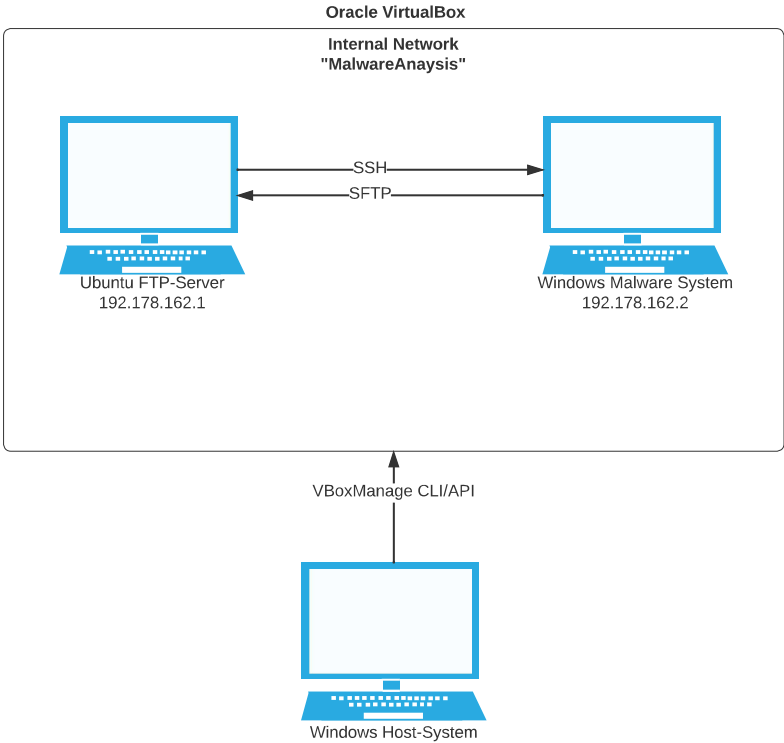 Oracle VirtualBox
Internal Network
"MalwareAnaysis"
SSH
SFTP
Ubuntu FTP-Server
192.178.162.1
Windows Malware System
192.178.162.2
VBoxManage CLI/API
Windows Host-System